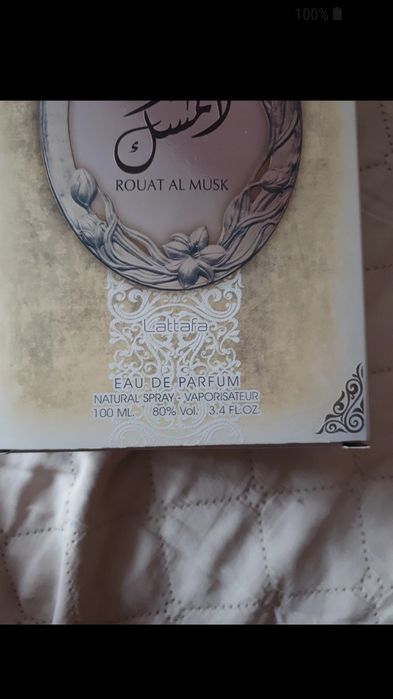 100%
المسك
ROUAT AL MUSK
Lattafa
EAU DE PARFUM
NATURAL SPRAY - VAPORISATEUR
100 ML. 80% Vol. 3.4 FL.OZ.